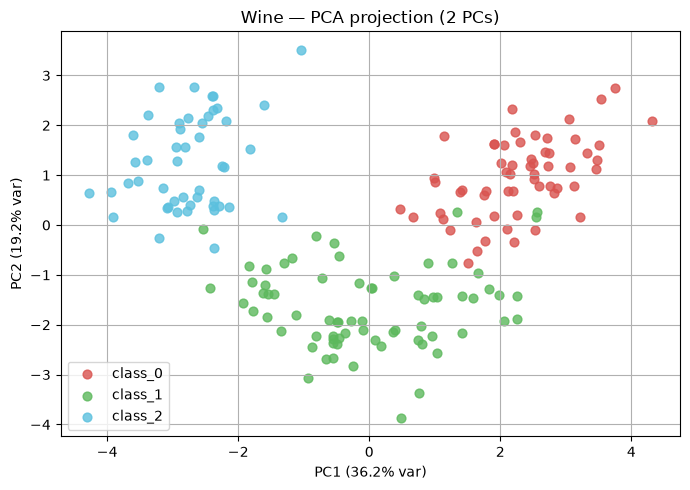 Wine — PCA projection (2 PCs)
PC2 (19.2% var)
3
2
1
0
−1
−2
−3
−4
class_0
class_1
class_2
−4 −2 0 2 4
PC1 (36.2% var)